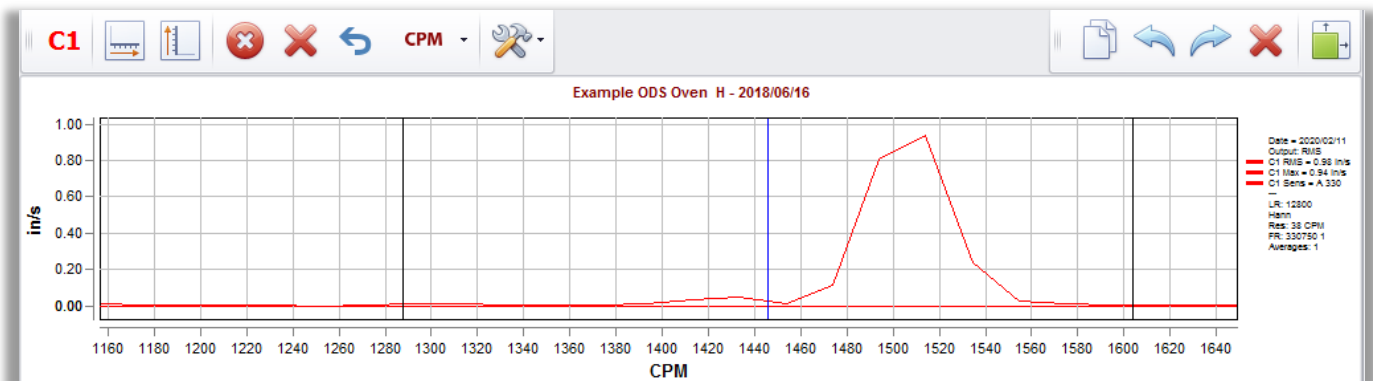 C1 CPM
Example ODS Oven H - 2018/06/16
1.00
0.80
0.60
0.40
0.20
0.00
in/s
Date = 2020/02/11
Output: RMS
C1 RMS = 0.98 in/s
C1 Max = 0.94 in/s
C1 Sens = A 330
---
LR: 12800
Hann
Res: 38 CPM
FR: 330750 1
Averages: 1
1160 1180 1200 1220 1240 1260 1280 1300 1320 1340 1360 1380 1400 1420 1440 1460 1480 1500 1520 1540 1560 1580 1600 1620 1640
CPM